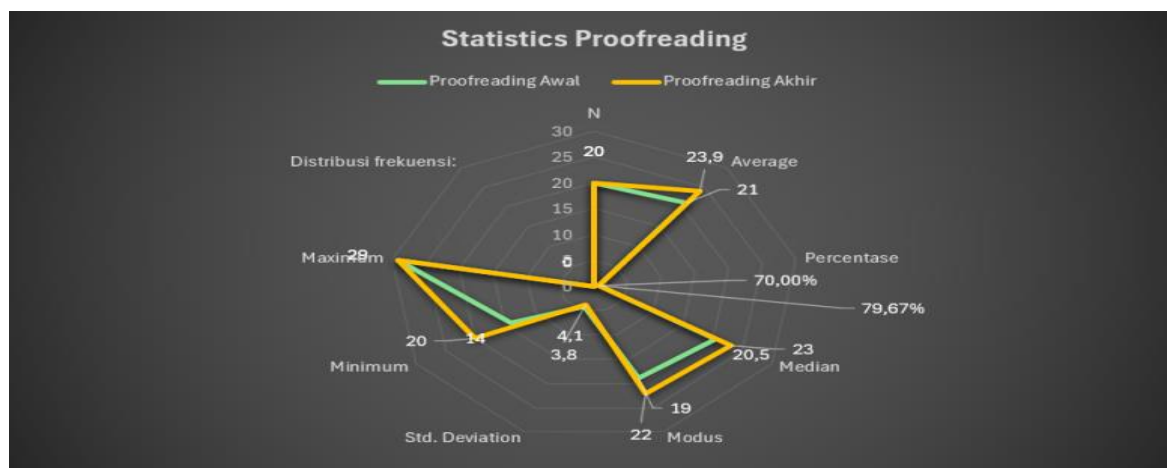 Statistics Proofreading
Proofreading Awal
Proofreading Akhir
N
30
25
20
15
10
0
20
23,9
Average
21
Percentase
70,00%
79,67%
23
20,5
Median
19
22
Modus
4,1
3,8
Std. Deviation
14
20
Minimum
Maximum
Distribusi frekuensi: